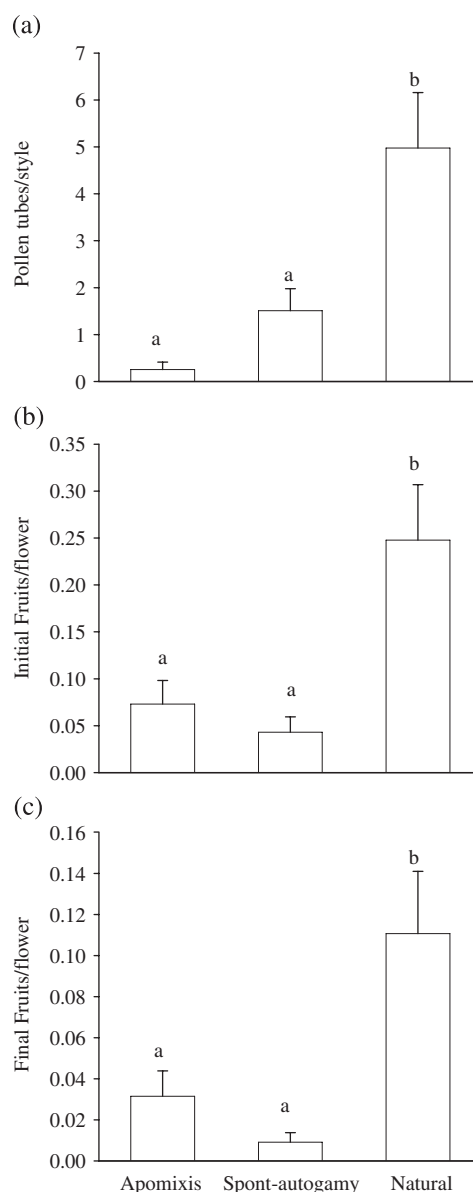 (a)
Pollen tubes/style
7
6
5
4
3
2
1
0
a
a
b
(b)
Initial Fruits/flower
0.35
0.30
0.25
0.20
0.15
0.10
0.05
0.00
a
a
b
(c)
Final Fruits/flower
0.16
0.14
0.12
0.10
0.08
0.06
0.04
0.02
0.00
a
a
b
Apomixis Spont-autogamy Natural